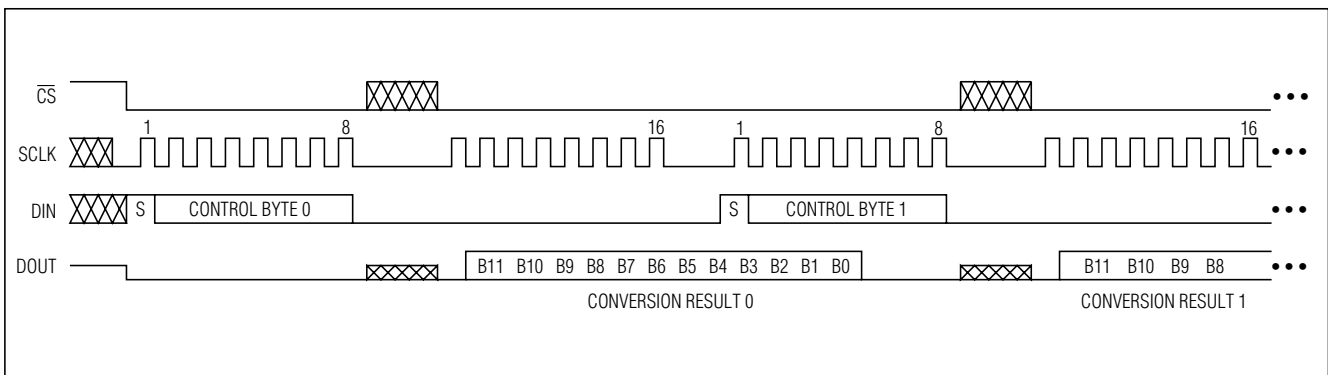 CS
1 8 16 1 8 16
SCLK
DIN S CONTROL BYTE 0 S CONTROL BYTE 1
DOUT B11 B10 B9 B8 B7 B6 B5 B4 B3 B2 B1 B0 B11 B10 B9 B8
CONVERSION RESULT 0 CONVERSION RESULT 1